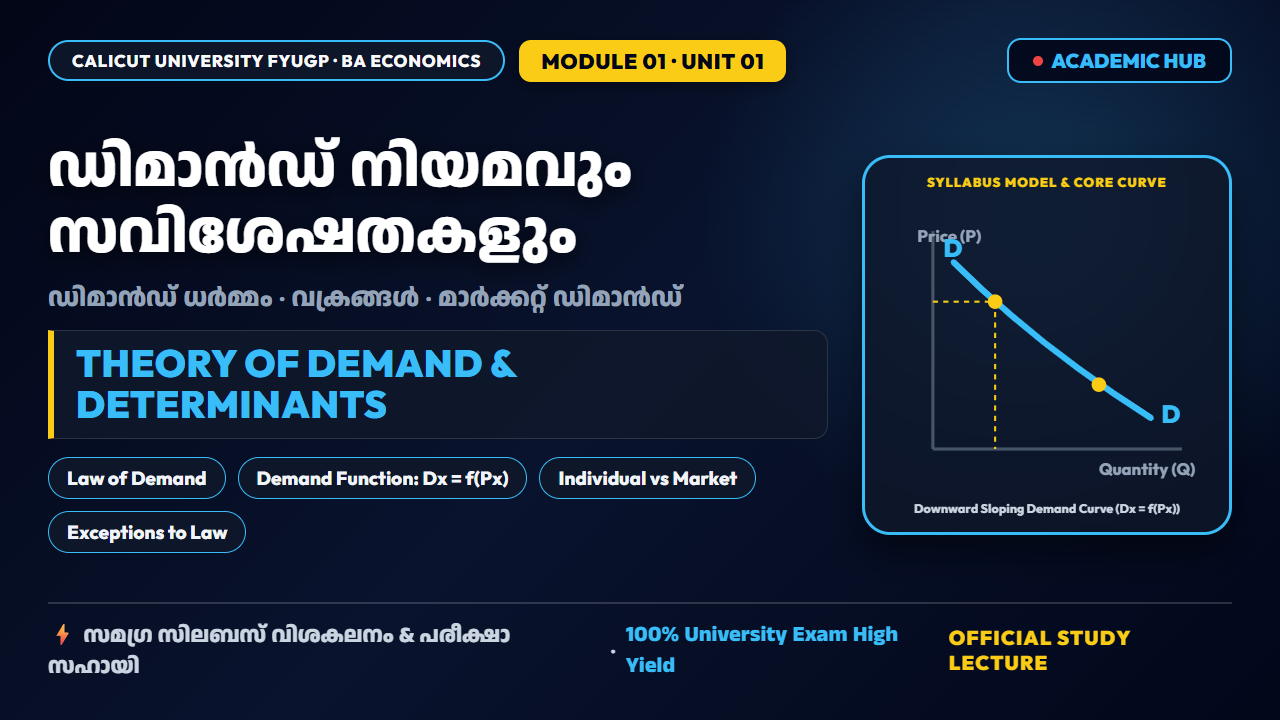 CALICUT UNIVERSITY FYUGP · BA ECONOMICS
MODULE 01 · UNIT 01
ACADEMIC HUB
ഡിമാൻഡ് നിയമവും
സവിശേഷതകളും
ഡിമാൻഡ് ധർമ്മം · വക്രങ്ങൾ · മാർക്കറ്റ് ഡിമാൻഡ്
THEORY OF DEMAND &
DETERMINANTS
Law of Demand
Demand Function: Dx = f(Px)
Individual vs Market
Exceptions to Law
SYLLABUS MODEL & CORE CURVE
Price (P)
D
D
Quantity (Q)
Downward Sloping Demand Curve (Dx = f(Px))
⚡ സമഗ്ര സിലബസ് വിശകലനം & പരീക്ഷാ
സഹായി
·
100% University Exam High
Yield
OFFICIAL STUDY
LECTURE